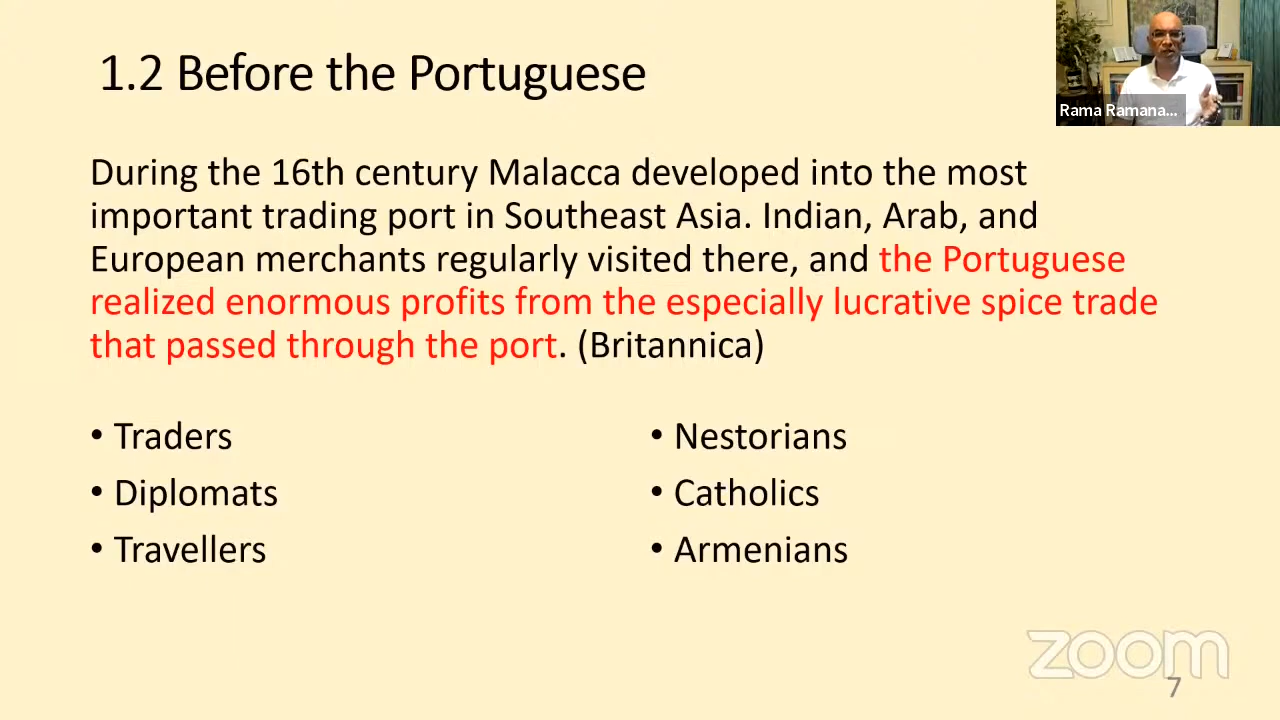 1.2 Before the Portuguese
Rama Ramana...
During the 16th century Malacca developed into the most
important trading port in Southeast Asia. Indian, Arab, and
European merchants regularly visited there, and the Portuguese
realized enormous profits from the especially lucrative spice trade
that passed through the port. (Britannica)
• Traders
• Diplomats
• Travellers
• Nestorians
• Catholics
• Armenians
zoom
7